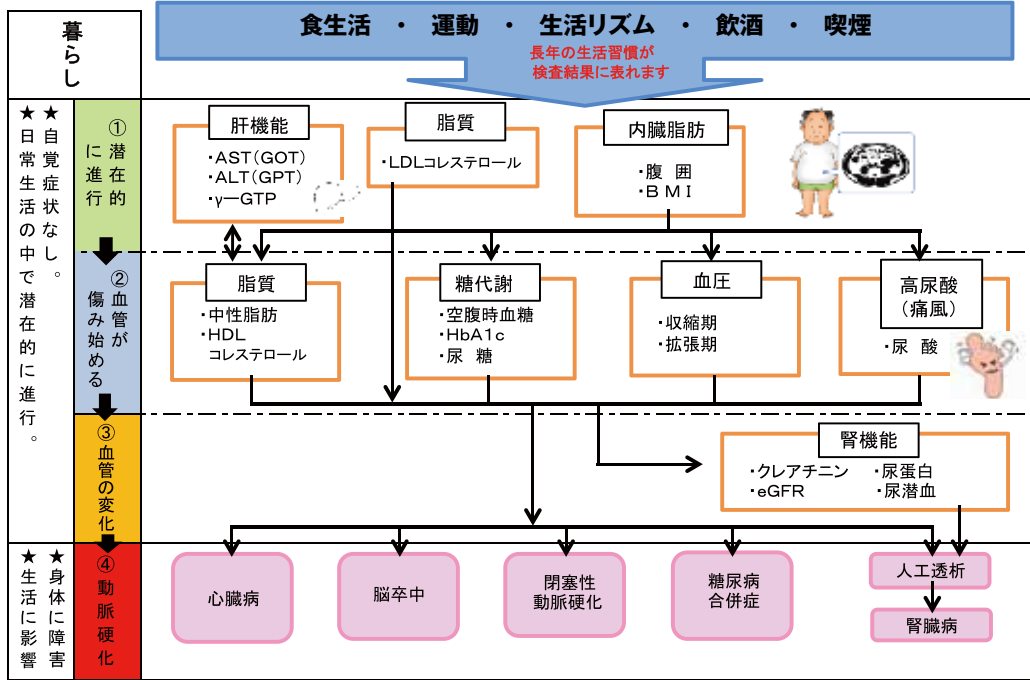 食生活 ・ 運動 ・ 生活リズム ・ 飲酒 ・ 喫煙
長年の生活習慣が
検査結果に表れます
暮らし
★自覚症状なし。
★日常生活の中で潜在的に進行。
①潜在的
に進行
肝機能
・AST(GOT)
・ALT(GPT)
・γーGTP
脂質
・LDLコレステロール
内臓脂肪
・腹 囲
・ＢＭＩ
②血管が
傷み始める
脂質
・中性脂肪
・HDL
コレステロール
糖代謝
・空腹時血糖
・HbA1c
・尿 糖
血圧
・収縮期
・拡張期
高尿酸
(痛風)
・尿 酸
③血管の変化
腎機能
・クレアチニン ・尿蛋白
・eGFR ・尿潜血
★身体に障害
★生活に影響
④動脈硬化
心臓病
脳卒中
閉塞性
動脈硬化
糖尿病
合併症
人工透析
腎臓病